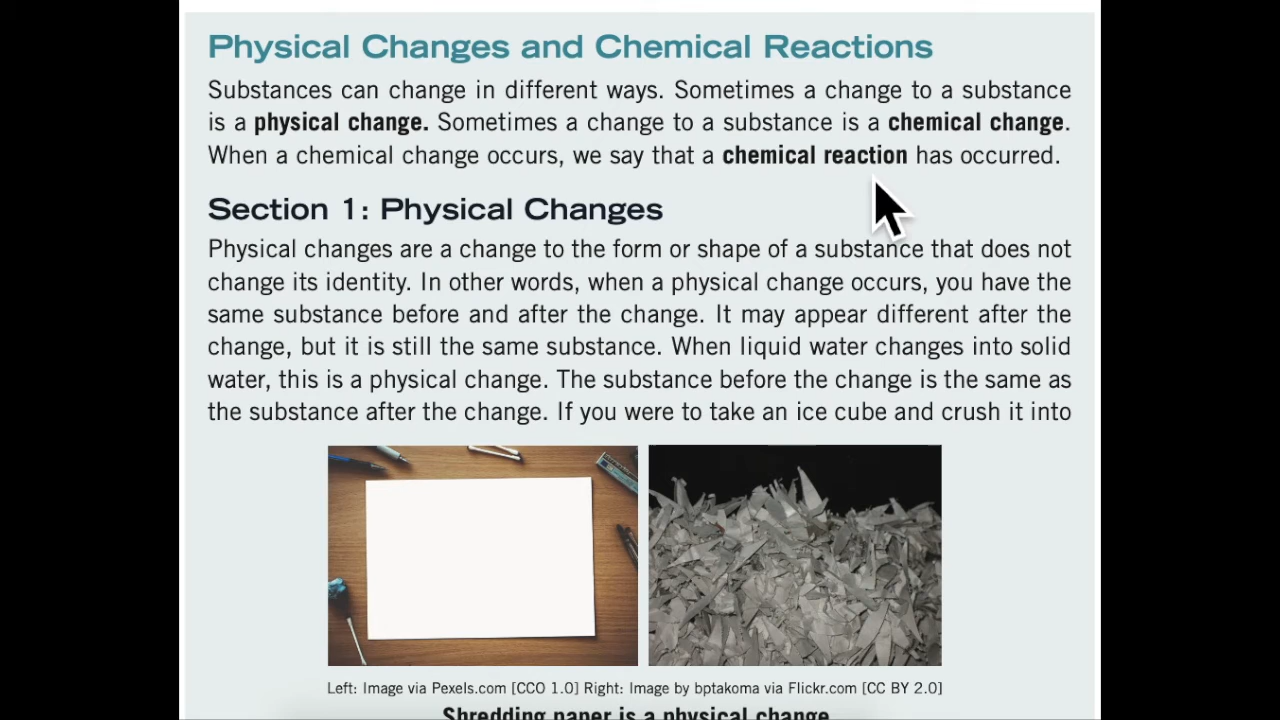 Physical Changes and Chemical Reactions
Substances can change in different ways. Sometimes a change to a substance
is a physical change. Sometimes a change to a substance is a chemical change.
When a chemical change occurs, we say that a chemical reaction has occurred.
Section 1: Physical Changes
Physical changes are a change to the form or shape of a substance that does not
change its identity. In other words, when a physical change occurs, you have the
same substance before and after the change. It may appear different after the
change, but it is still the same substance. When liquid water changes into solid
water, this is a physical change. The substance before the change is the same as
the substance after the change. If you were to take an ice cube and crush it into
Left: Image via Pexels.com [CCO 1.0] Right: Image by bptakoma via Flickr.com [CC BY 2.0]
Shredding paper is a physical change